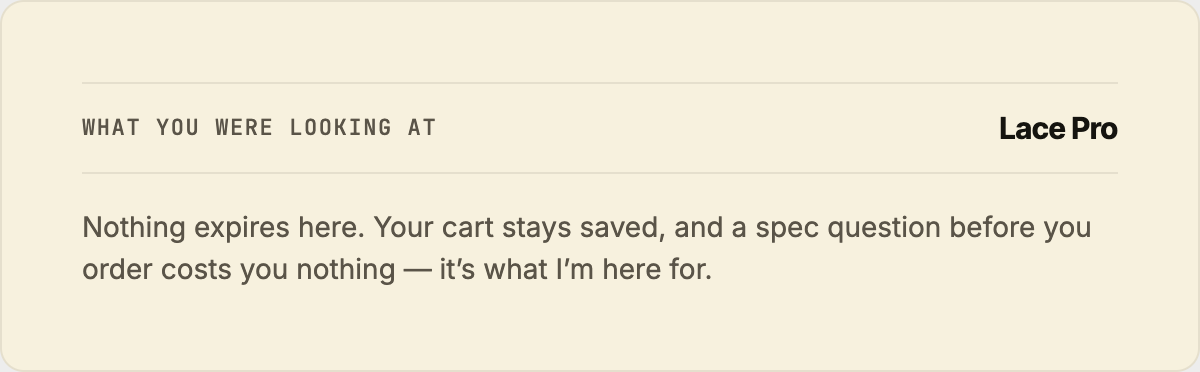 WHAT YOU WERE LOOKING AT
Lace Pro
Nothing expires here. Your cart stays saved, and a spec question before you
order costs you nothing — it’s what I’m here for.